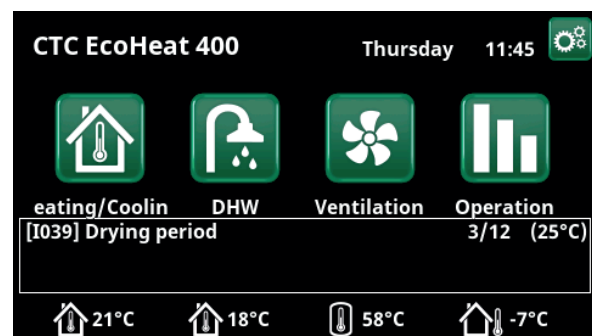 CTC EcoHeat 400 Thursday 11:45
eating/Coolin DHW Ventilation Operation
[I039] Drying period 3/12 (25°C)
21°C 18°C 58°C -7°C